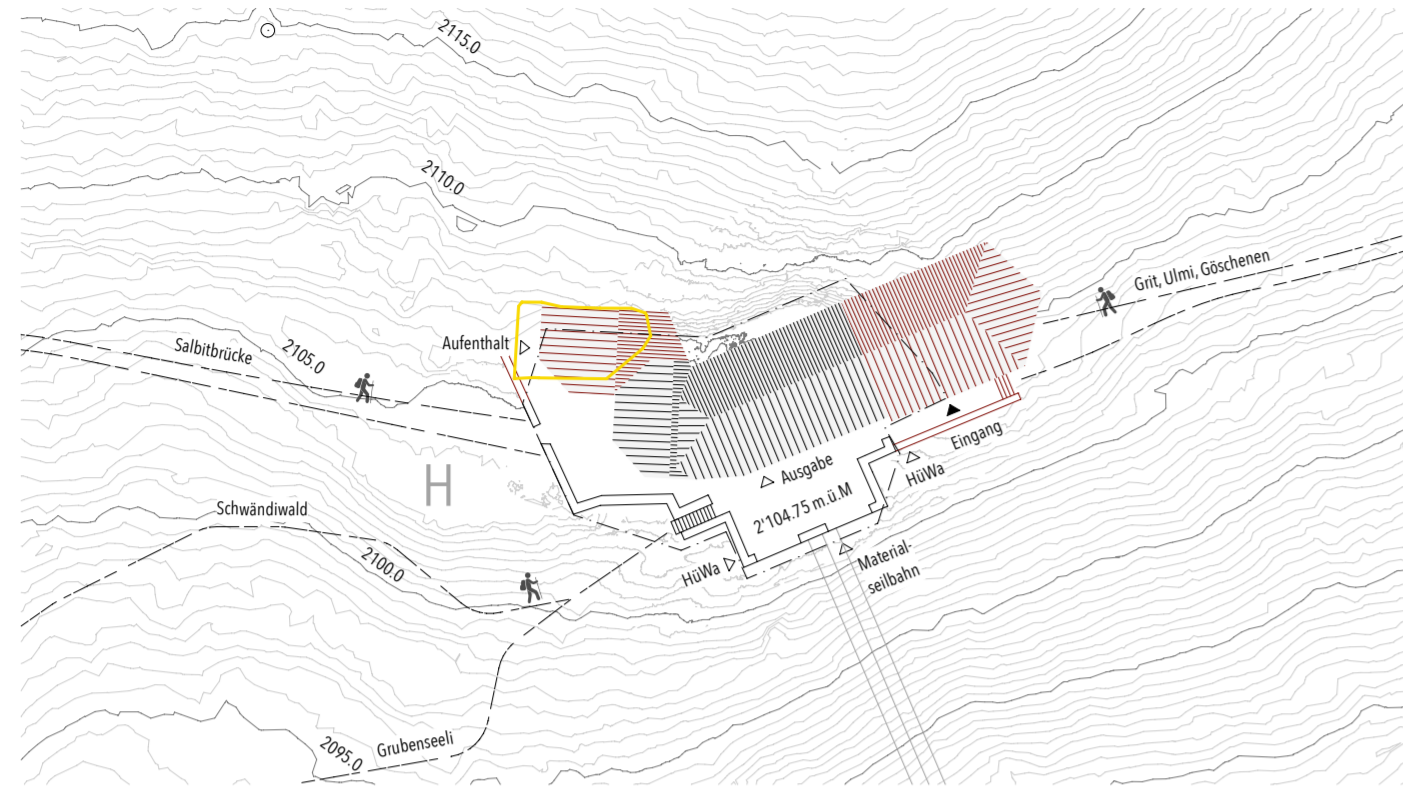 2115.0
2110.0
Grit, Ulmi, Göschenen
Aufenthalt
Salbitbrücke
2105.0
Eingang
Ausgabe
HüWa
H
2'104.75 m.ü.M
Schwändiwald
2100.0
HüWa
Material-
seilbahn
Grubenseeli
2095.0